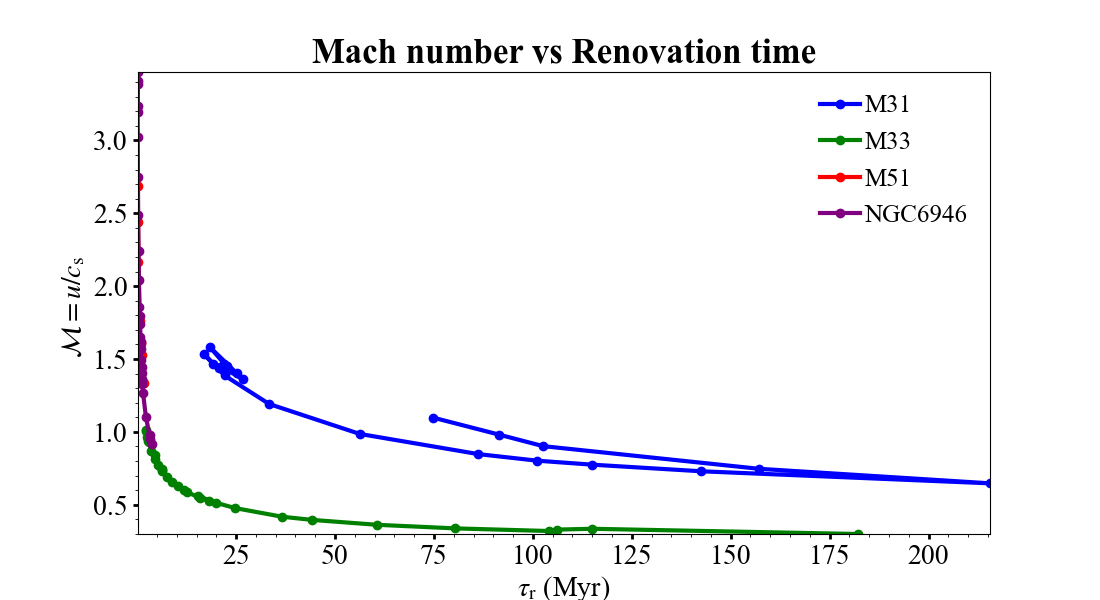 Mach number vs Renovation time
M31
M33
M51
NGC6946
3.0
2.5
2.0
1.5
1.0
0.5
ℳ = u/cₛ
25 50 75 100 125 150 175 200
τᵣ (Myr)